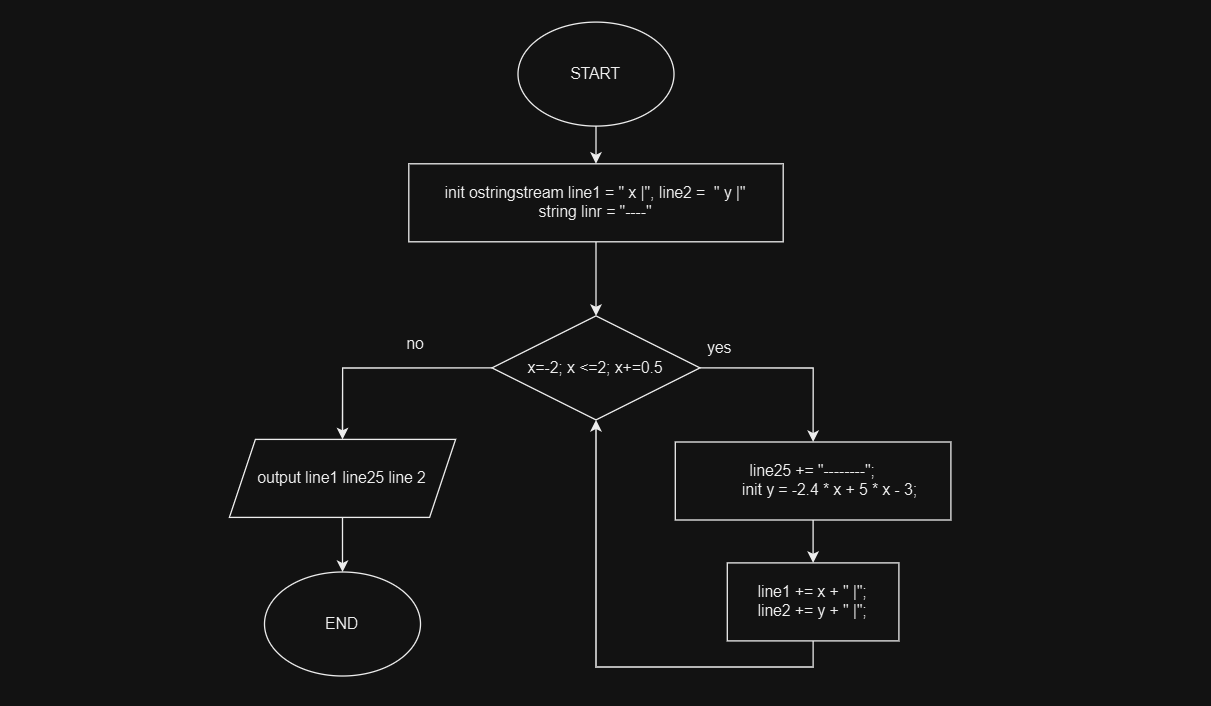 START
init ostringstream line1 = " x |", line2 =  " y |"
string linr = "----"
x=-2; x <=2; x+=0.5
no
yes
output line1 line25 line 2
END
line25 += "--------";
init y = -2.4 * x + 5 * x - 3;
line1 += x + " |";
line2 += y + " |";